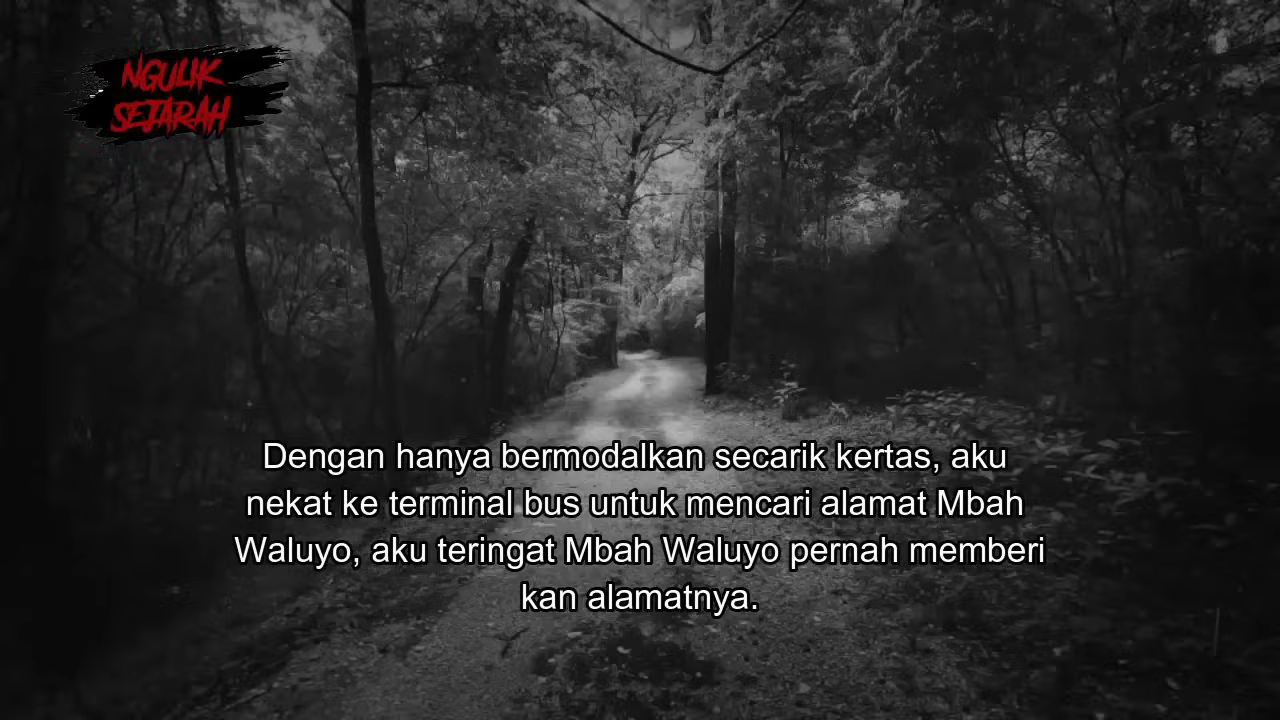 NGULIK
SEJARAH
Dengan hanya bermodalkan secarik kertas, aku
nekat ke terminal bus untuk mencari alamat Mbah
Waluyo, aku teringat Mbah Waluyo pernah memberi
kan alamatnya.